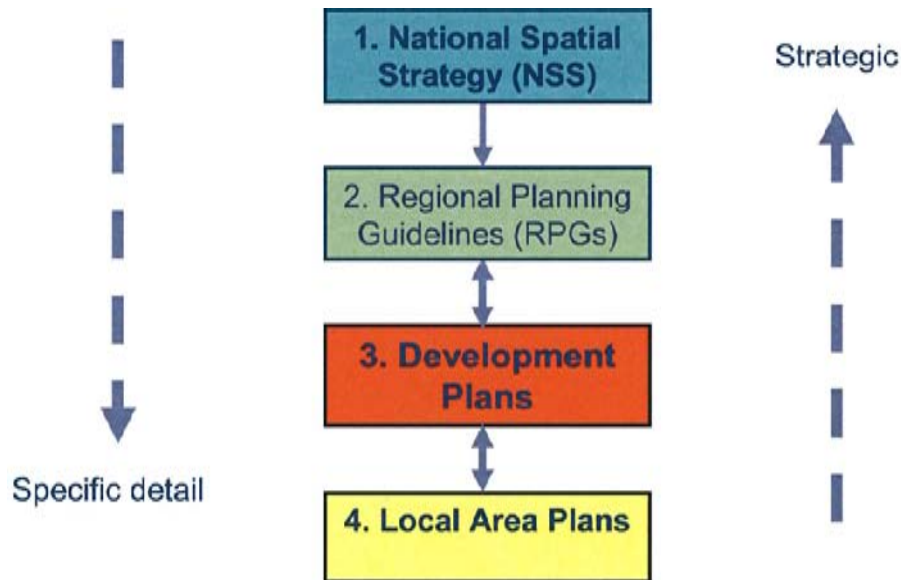 1. National Spatial
Strategy (NSS)
Strategic
2. Regional Planning
Guidelines (RPGs)
3. Development
Plans
Specific detail
4. Local Area Plans